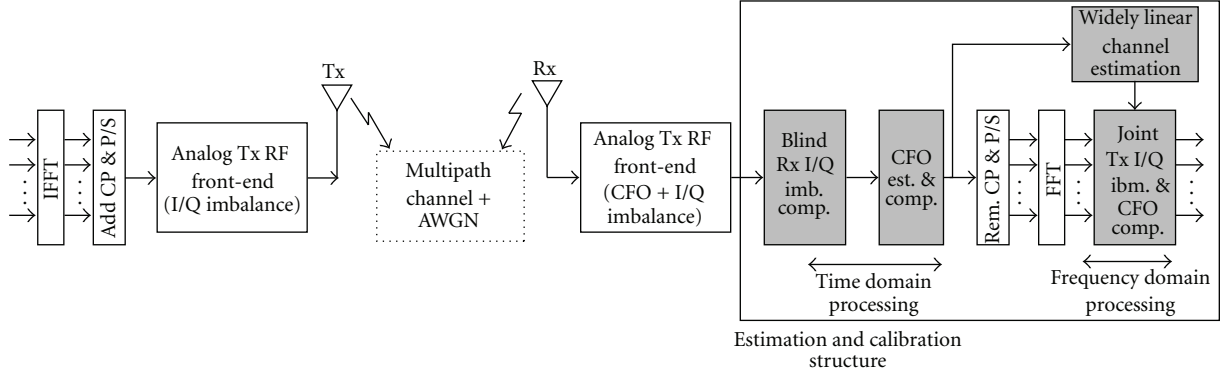 IFFT
Add CP & P/S
Analog Tx RF
front-end
(I/Q imbalance)
Tx
Multipath
channel +
AWGN
Rx
Analog Tx RF
front-end
(CFO + I/Q
imbalance)
Blind
Rx I/Q
imb.
comp.
CFO
est. &
comp.
Rem. CP & P/S
FFT
Widely linear
channel
estimation
Joint
Tx I/Q
ibm. &
CFO
comp.
Time domain
processing
Frequency domain
processing
Estimation and calibration
structure